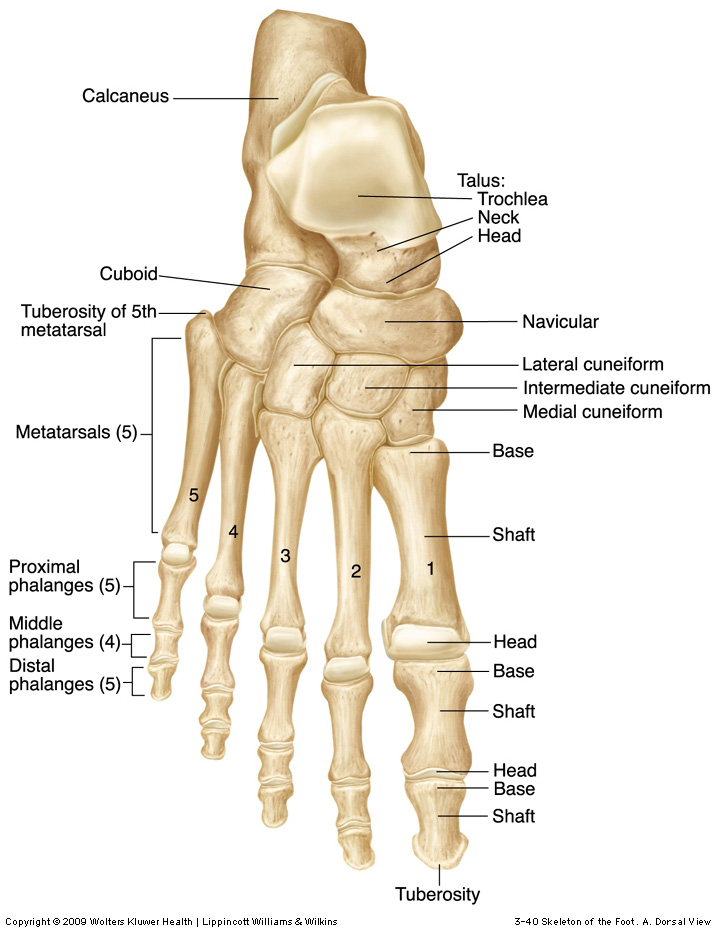 Calcaneus
Talus:
Trochlea
Neck
Head
Cuboid
Tuberosity of 5th
metatarsal
Navicular
Lateral cuneiform
Intermediate cuneiform
Medial cuneiform
Metatarsals (5)
Base
5
4
3
2
1
Shaft
Proximal
phalanges (5)
Middle
phalanges (4)
Distal
phalanges (5)
Head
Base
Shaft
Head
Base
Shaft
Tuberosity
Copyright © 2009 Wolters Kluwer Health | Lippincott Williams & Wilkins
3-40 Skeleton of the Foot. A. Dorsal View